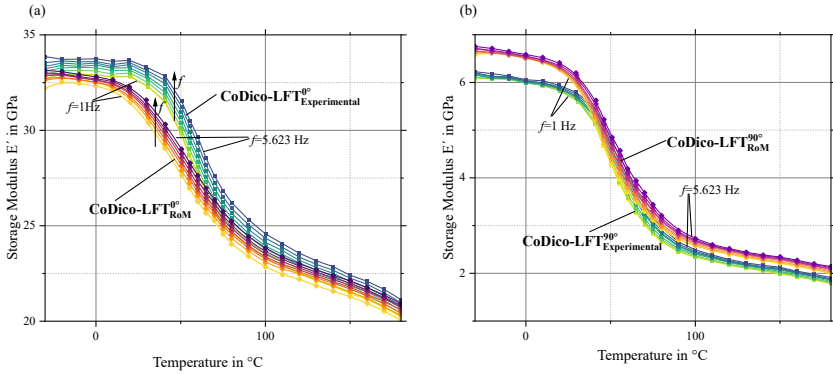 (a)
35
30
25
20
Storage Modulus E′ in GPa
0
100
Temperature in °C
f
f
f=1Hz
CoDico-LFT0°Experimental
f=5.623 Hz
CoDico-LFT0°RoM
(b)
6
4
2
Storage Modulus E′ in GPa
0
100
Temperature in °C
f=1 Hz
CoDico-LFT90°RoM
f=5.623 Hz
CoDico-LFT90°Experimental